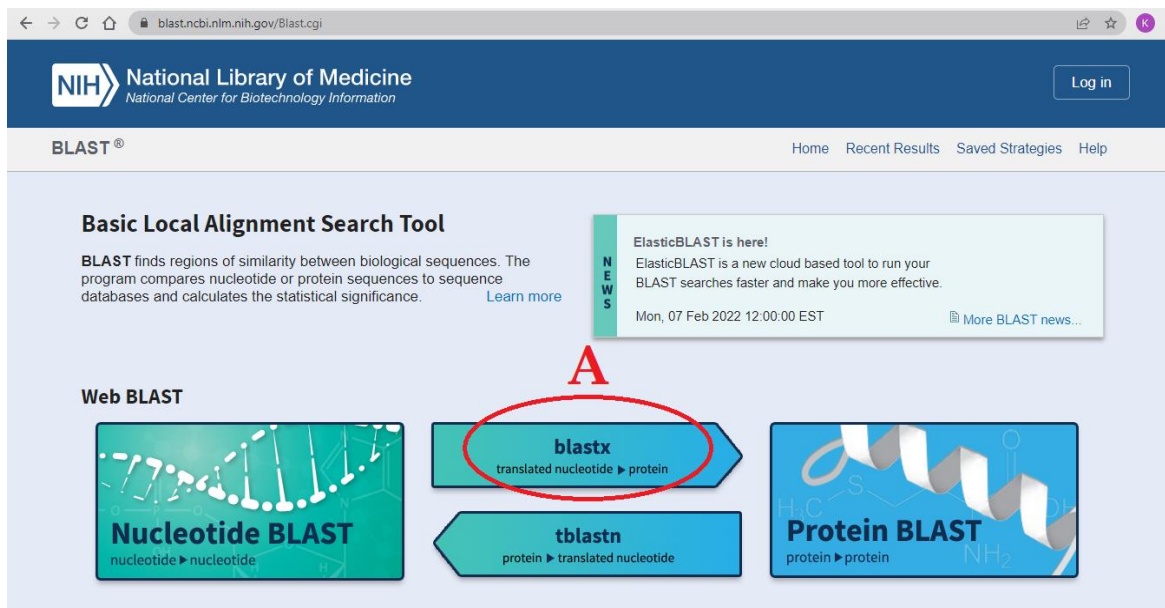 blast.ncbi.nlm.nih.gov/Blast.cgi
K
NIH National Library of Medicine
National Center for Biotechnology Information
Log in
BLAST ®
Home Recent Results Saved Strategies Help
Basic Local Alignment Search Tool
BLAST finds regions of similarity between biological sequences. The
program compares nucleotide or protein sequences to sequence
databases and calculates the statistical significance. Learn more
NEWS
ElasticBLAST is here!
ElasticBLAST is a new cloud based tool to run your
BLAST searches faster and make you more effective.
Mon, 07 Feb 2022 12:00:00 EST
More BLAST news...
A
Web BLAST
Nucleotide BLAST
nucleotide ▶ nucleotide
blastx
translated nucleotide ▶ protein
tblastn
protein ▶ translated nucleotide
H₃C
S
O
NH₂
Protein BLAST
protein ▶ protein